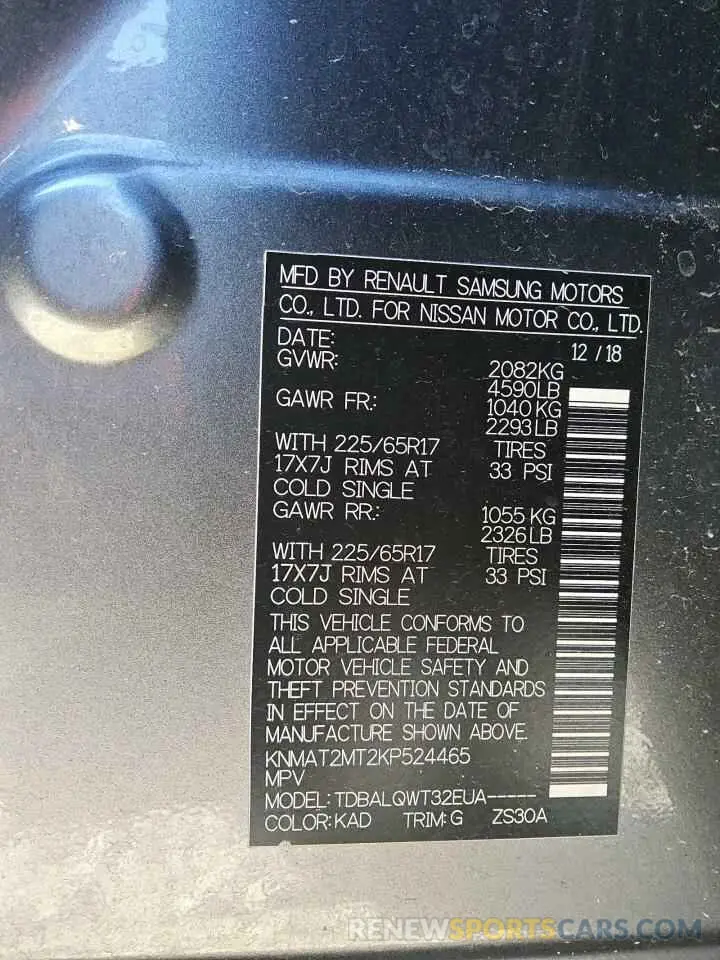 MFD BY RENAULT SAMSUNG MOTORS
CO., LTD. FOR NISSAN MOTOR CO., LTD.
DATE: 12 / 18
GVWR: 2082KG
4590LB
GAWR FR.: 1040KG
2293LB
WITH 225/65R17 TIRES
17X7J RIMS AT 33 PSI
COLD SINGLE
GAWR RR.: 1055KG
2326LB
WITH 225/65R17 TIRES
17X7J RIMS AT 33 PSI
COLD SINGLE
THIS VEHICLE CONFORMS TO
ALL APPLICABLE FEDERAL
MOTOR VEHICLE SAFETY AND
THEFT PREVENTION STANDARDS
IN EFFECT ON THE DATE OF
MANUFACTURE SHOWN ABOVE.
KNMAT2MT2KP524465
MPV
MODEL:TDBALQWT32EUA-----
COLOR:KAD TRIM:G ZS30A
RENEWSPORTSCARS.COM